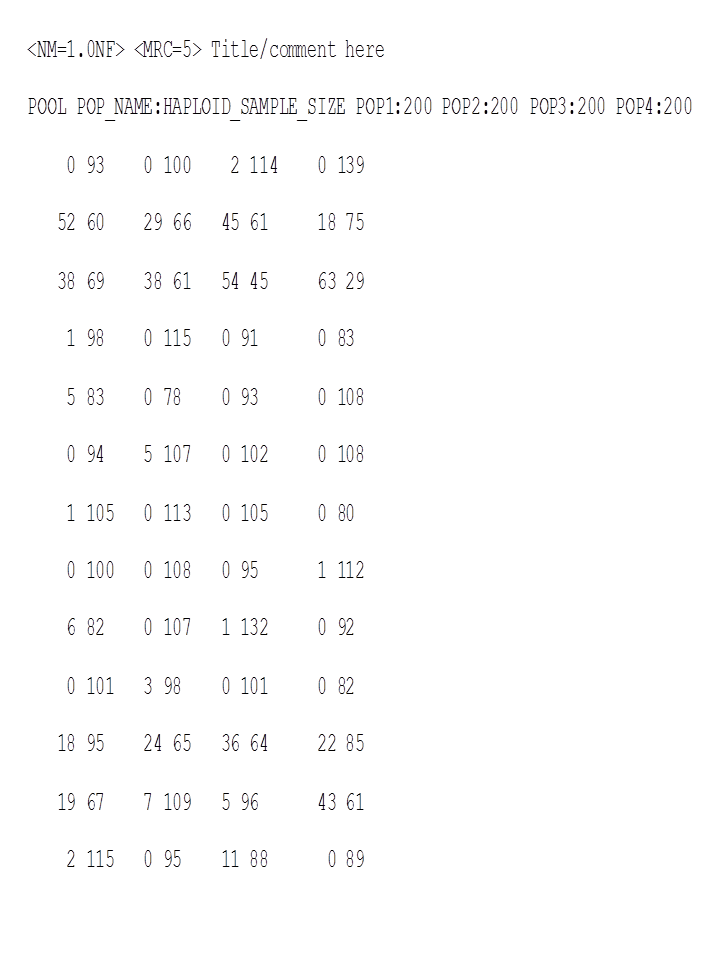 <NM=1.0NF> <MRC=5> Title/comment here
POOL POP_NAME:HAPLOID_SAMPLE_SIZE POP1:200 POP2:200 POP3:200 POP4:200
0 93 0 100 2 114 0 139
52 60 29 66 45 61 18 75
38 69 38 61 54 45 63 29
1 98 0 115 0 91 0 83
5 83 0 78 0 93 0 108
0 94 5 107 0 102 0 108
1 105 0 113 0 105 0 80
0 100 0 108 0 95 1 112
6 82 0 107 1 132 0 92
0 101 3 98 0 101 0 82
18 95 24 65 36 64 22 85
19 67 7 109 5 96 43 61
2 115 0 95 11 88 0 89